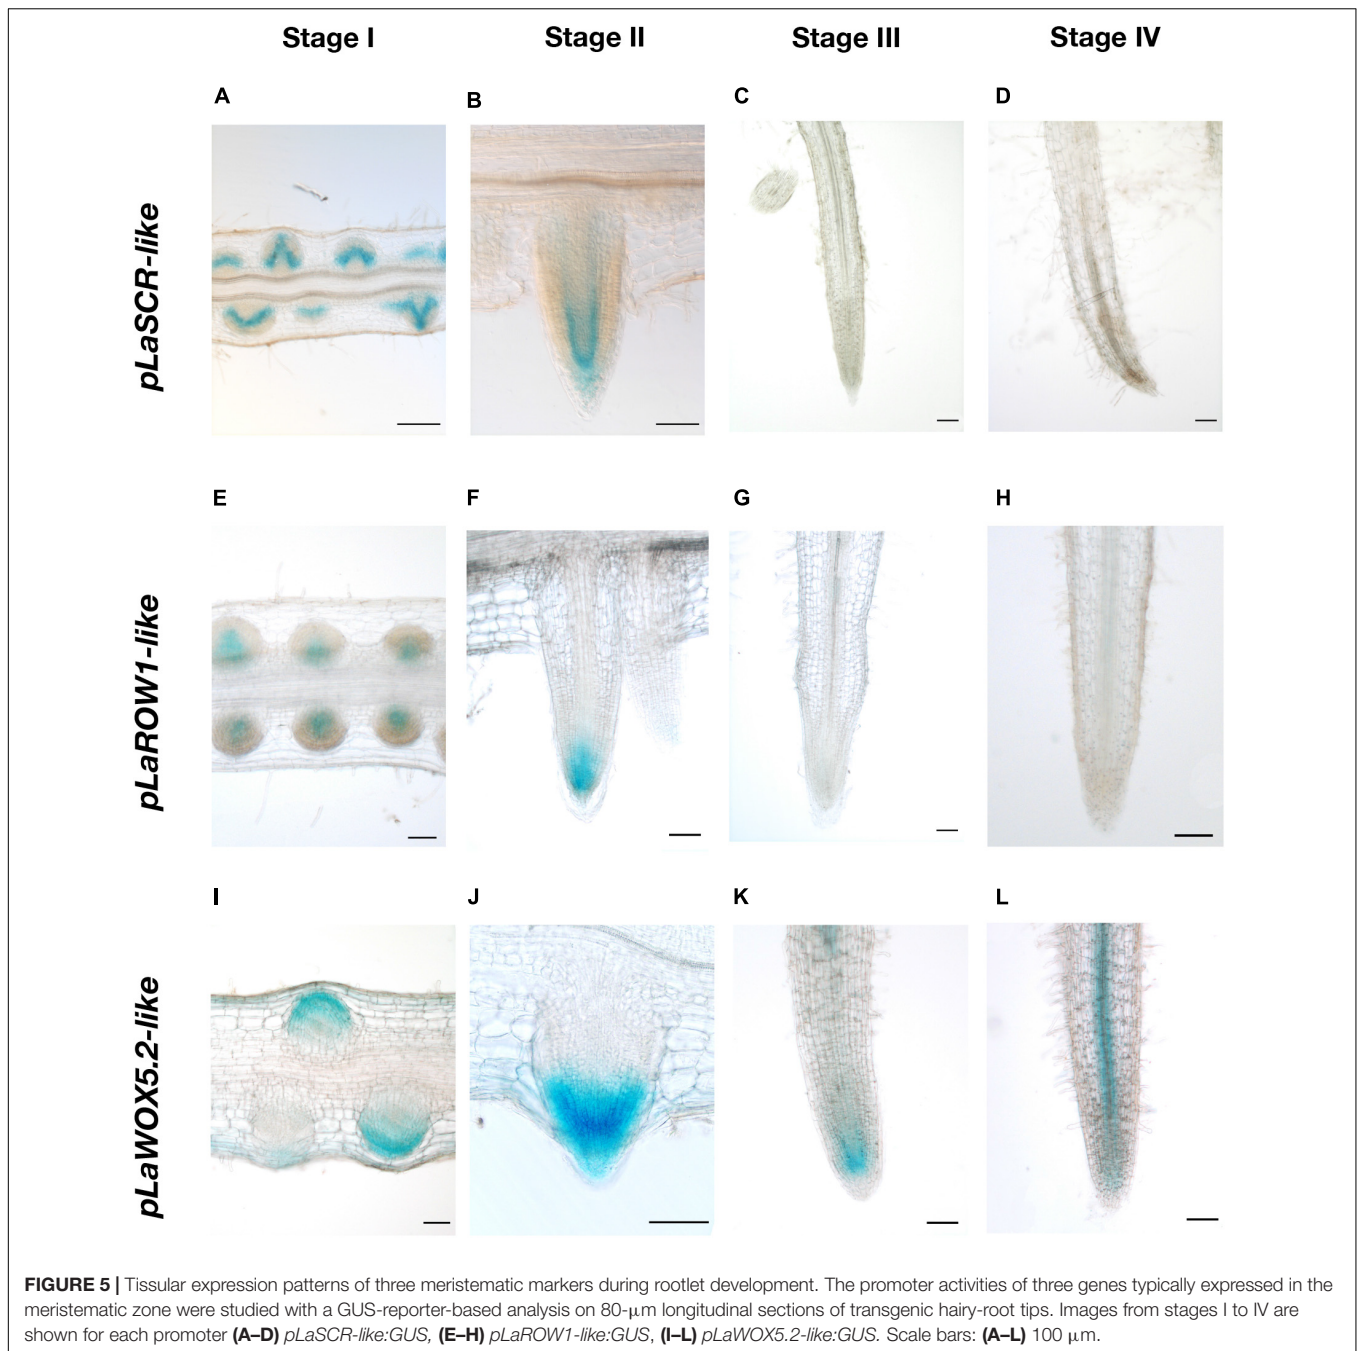 Stage I Stage II Stage III Stage IV
A B C D
pLaSCR-like
E F G H
pLaROW1-like
I J K L
pLaWOX5.2-like
FIGURE 5 | Tissular expression patterns of three meristematic markers during rootlet development. The promoter activities of three genes typically expressed in the
meristematic zone were studied with a GUS-reporter-based analysis on 80-μm longitudinal sections of transgenic hairy-root tips. Images from stages I to IV are
shown for each promoter (A–D) pLaSCR-like:GUS, (E–H) pLaROW1-like:GUS, (I–L) pLaWOX5.2-like:GUS. Scale bars: (A–L) 100 μm.